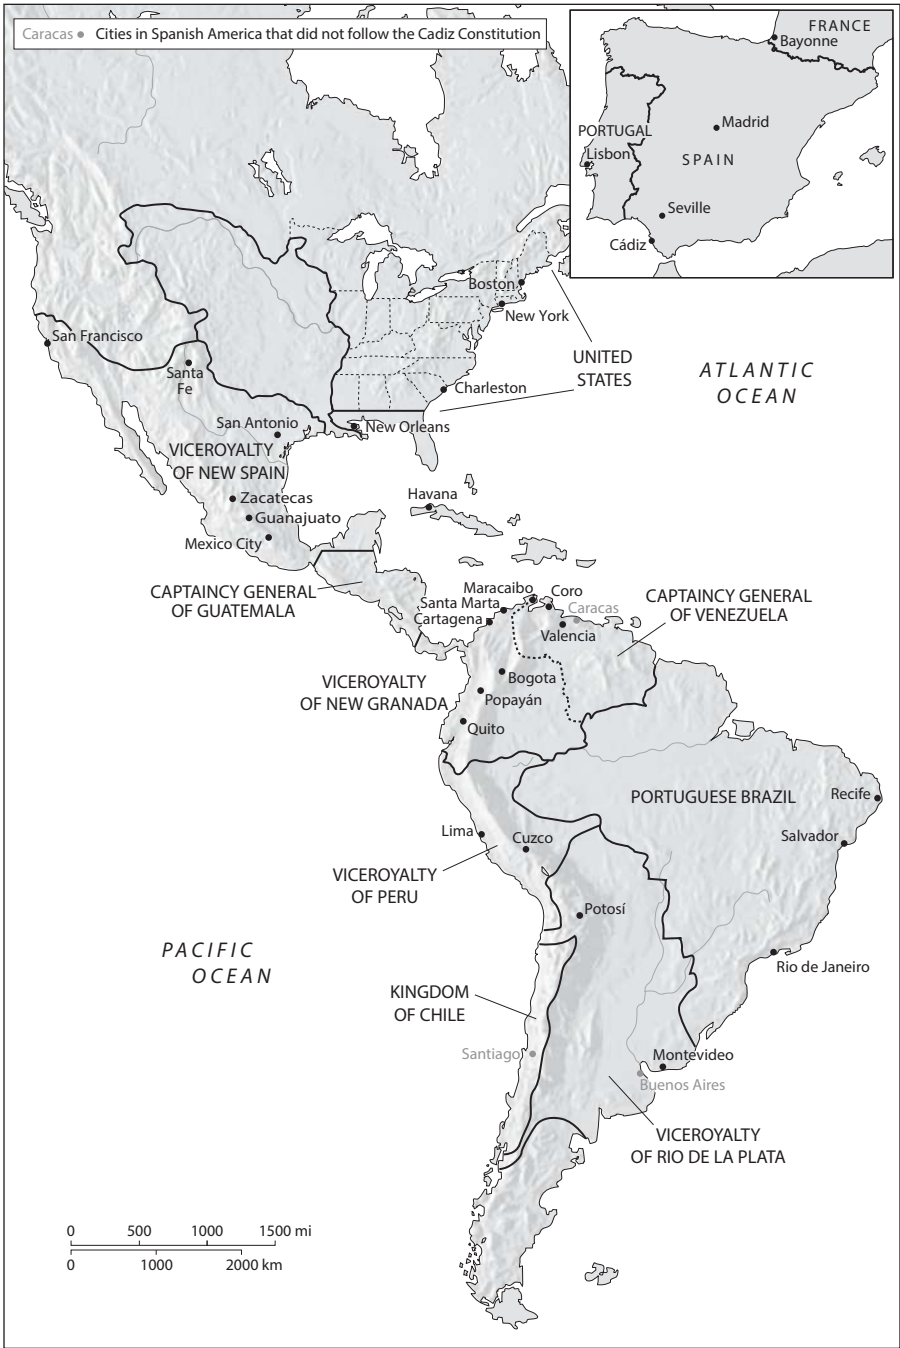 Caracas ● Cities in Spanish America that did not follow the Cadiz Constitution
FRANCE
Bayonne
Madrid
PORTUGAL
Lisbon
SPAIN
Seville
Cádiz
Boston
New York
San Francisco
UNITED
STATES
ATLANTIC
OCEAN
Santa
Fe
Charleston
San Antonio
New Orleans
VICEROYALTY
OF NEW SPAIN
Zacatecas
Havana
Guanajuato
Mexico City
CAPTAINCY GENERAL
OF GUATEMALA
Maracaibo
Coro
Santa Marta
Caracas
Cartagena
Valencia
CAPTAINCY GENERAL
OF VENEZUELA
Bogota
VICEROYALTY
OF NEW GRANADA
Popayán
Quito
PORTUGUESE BRAZIL
Recife
Lima
Cuzco
Salvador
VICEROYALTY
OF PERU
Potosí
PACIFIC
OCEAN
Rio de Janeiro
KINGDOM
OF CHILE
Santiago
Montevideo
Buenos Aires
VICEROYALTY
OF RIO DE LA PLATA
0 500 1000 1500 mi
0 1000 2000 km